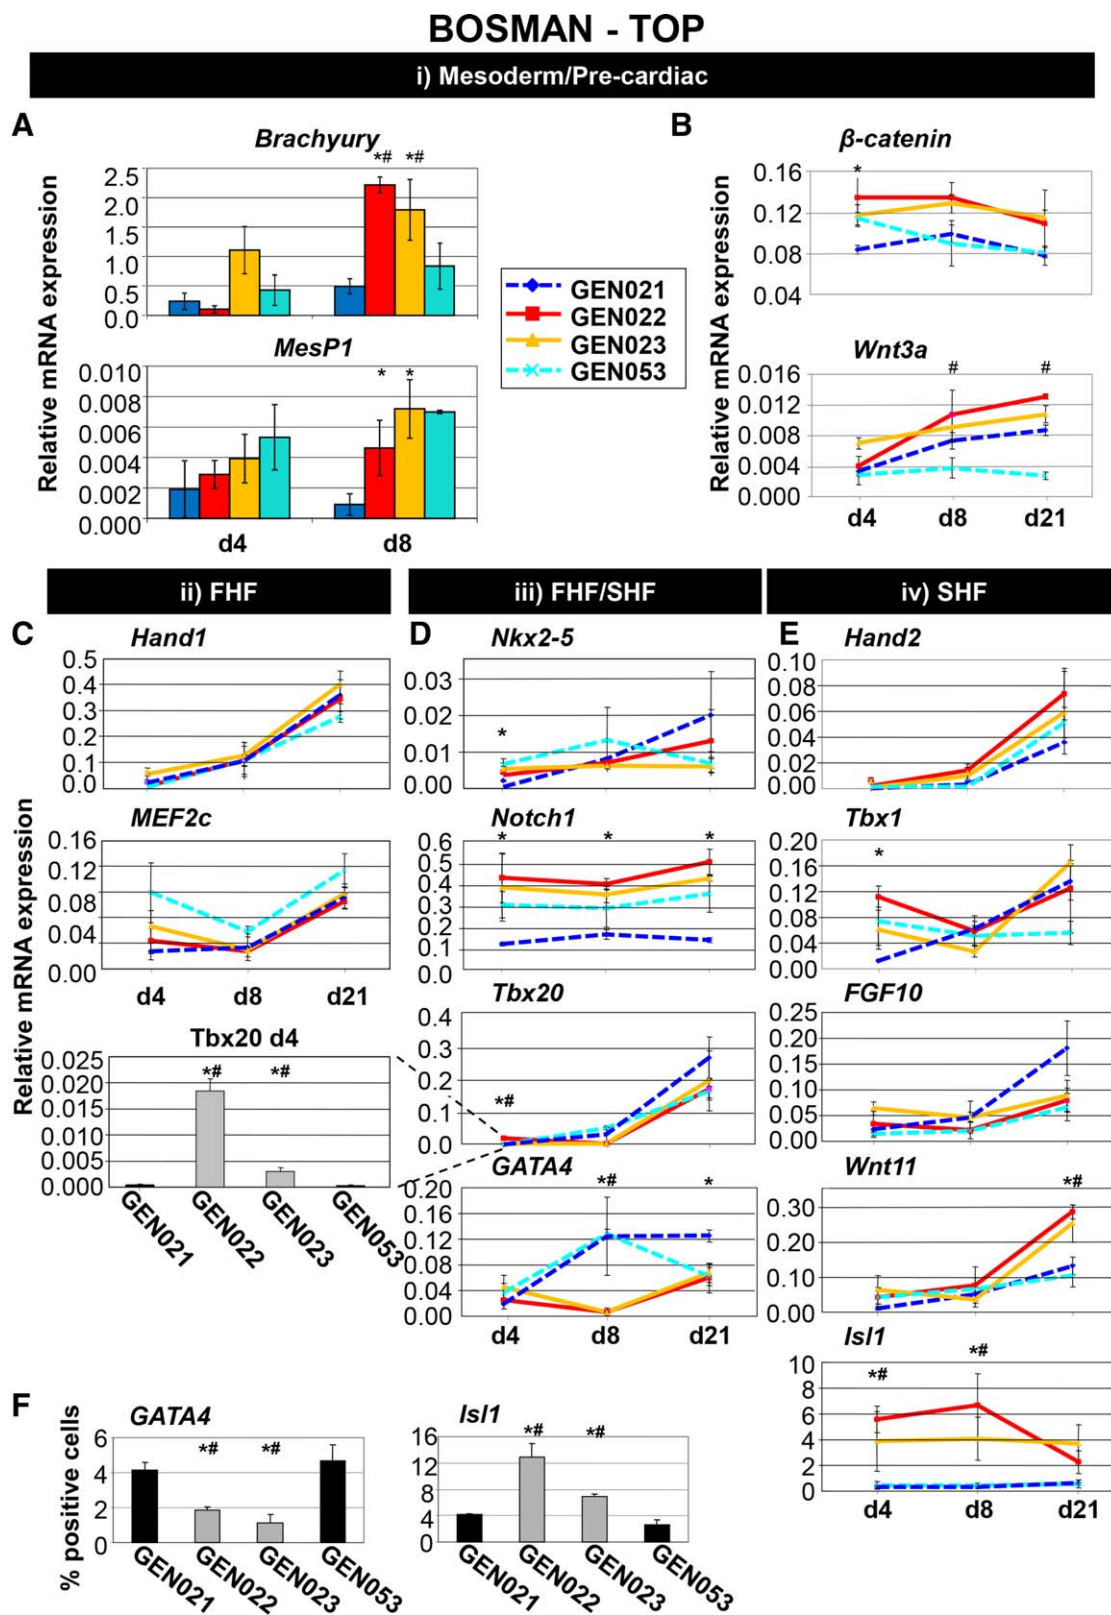 BOSMAN - TOP
i) Mesoderm/Pre-cardiac
A
Brachyury
*# *#
Relative mRNA expression
2.5
2.0
1.5
1.0
0.5
0.0
MesP1
* *
0.010
0.008
0.006
0.004
0.002
0.000
d4 d8
GEN021
GEN022
GEN023
GEN053
B
β-catenin
*
Relative mRNA expression
0.16
0.12
0.08
0.04
Wnt3a
# #
0.016
0.012
0.008
0.004
0.000
d4 d8 d21
ii) FHF
C
Hand1
Relative mRNA expression
0.5
0.4
0.3
0.2
0.1
0.0
MEF2c
0.16
0.12
0.08
0.04
0.00
d4 d8 d21
Tbx20 d4
*# *#
0.025
0.020
0.015
0.010
0.005
0.000
GEN021 GEN022 GEN023 GEN053
iii) FHF/SHF
D
Nkx2-5
*
0.03
0.02
0.01
0.00
Notch1
* * *
0.6
0.5
0.4
0.3
0.2
0.1
0.0
Tbx20
*#
0.4
0.3
0.2
0.1
0.0
GATA4
*# *
0.20
0.16
0.12
0.08
0.04
0.00
d4 d8 d21
iv) SHF
E
Hand2
0.10
0.08
0.06
0.04
0.02
0.00
Tbx1
*
0.20
0.16
0.12
0.08
0.04
0.00
FGF10
0.25
0.20
0.15
0.10
0.05
0.00
Wnt11
*#
0.30
0.20
0.10
0.00
Isl1
*# *#
10
8
6
4
2
0
d4 d8 d21
F
GATA4
*# *#
% positive cells
6
4
2
0
GEN021 GEN022 GEN023 GEN053
Isl1
*# *#
16
12
8
4
0
GEN021 GEN022 GEN023 GEN053